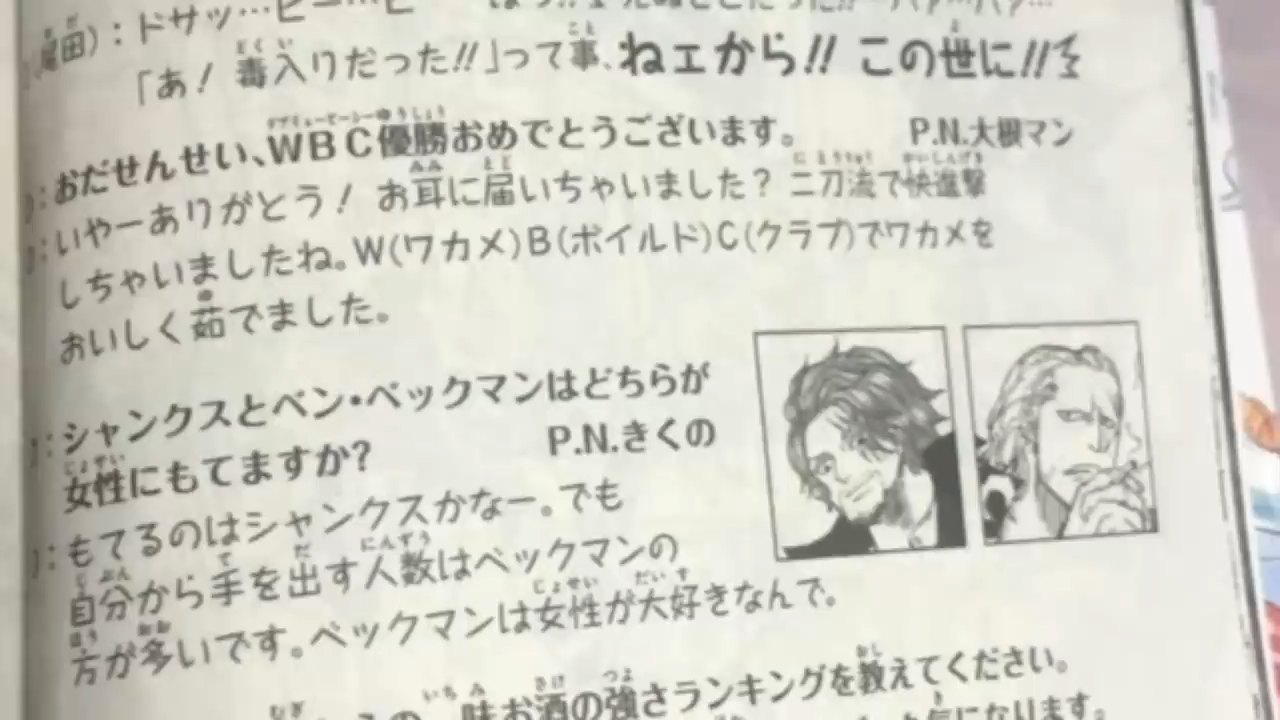 尾田）：ドサッ…ピー…ピ
「あ！ 毒入りだった!!」って事、ねェから!! この世に!!
：おだせんせい、WBC優勝おめでとうございます。 P.N.大根マン
：いやーありがとう！ お耳に届いちゃいました？ 二刀流で快進撃
しちゃいましたね。W(ワカメ)B(ボイルド)C(クラブ)でワカメを
おいしく茹でました。
：シャンクスとベン・ベックマンはどちらが
女性にもてますか？ P.N.きくの
：もてるのはシャンクスかなー。でも
自分から手を出す人数はベックマンの
方が多いです。ベックマンは女性が大好きなんで。
一味お酒の強さランキングを教えてください。
気になります。